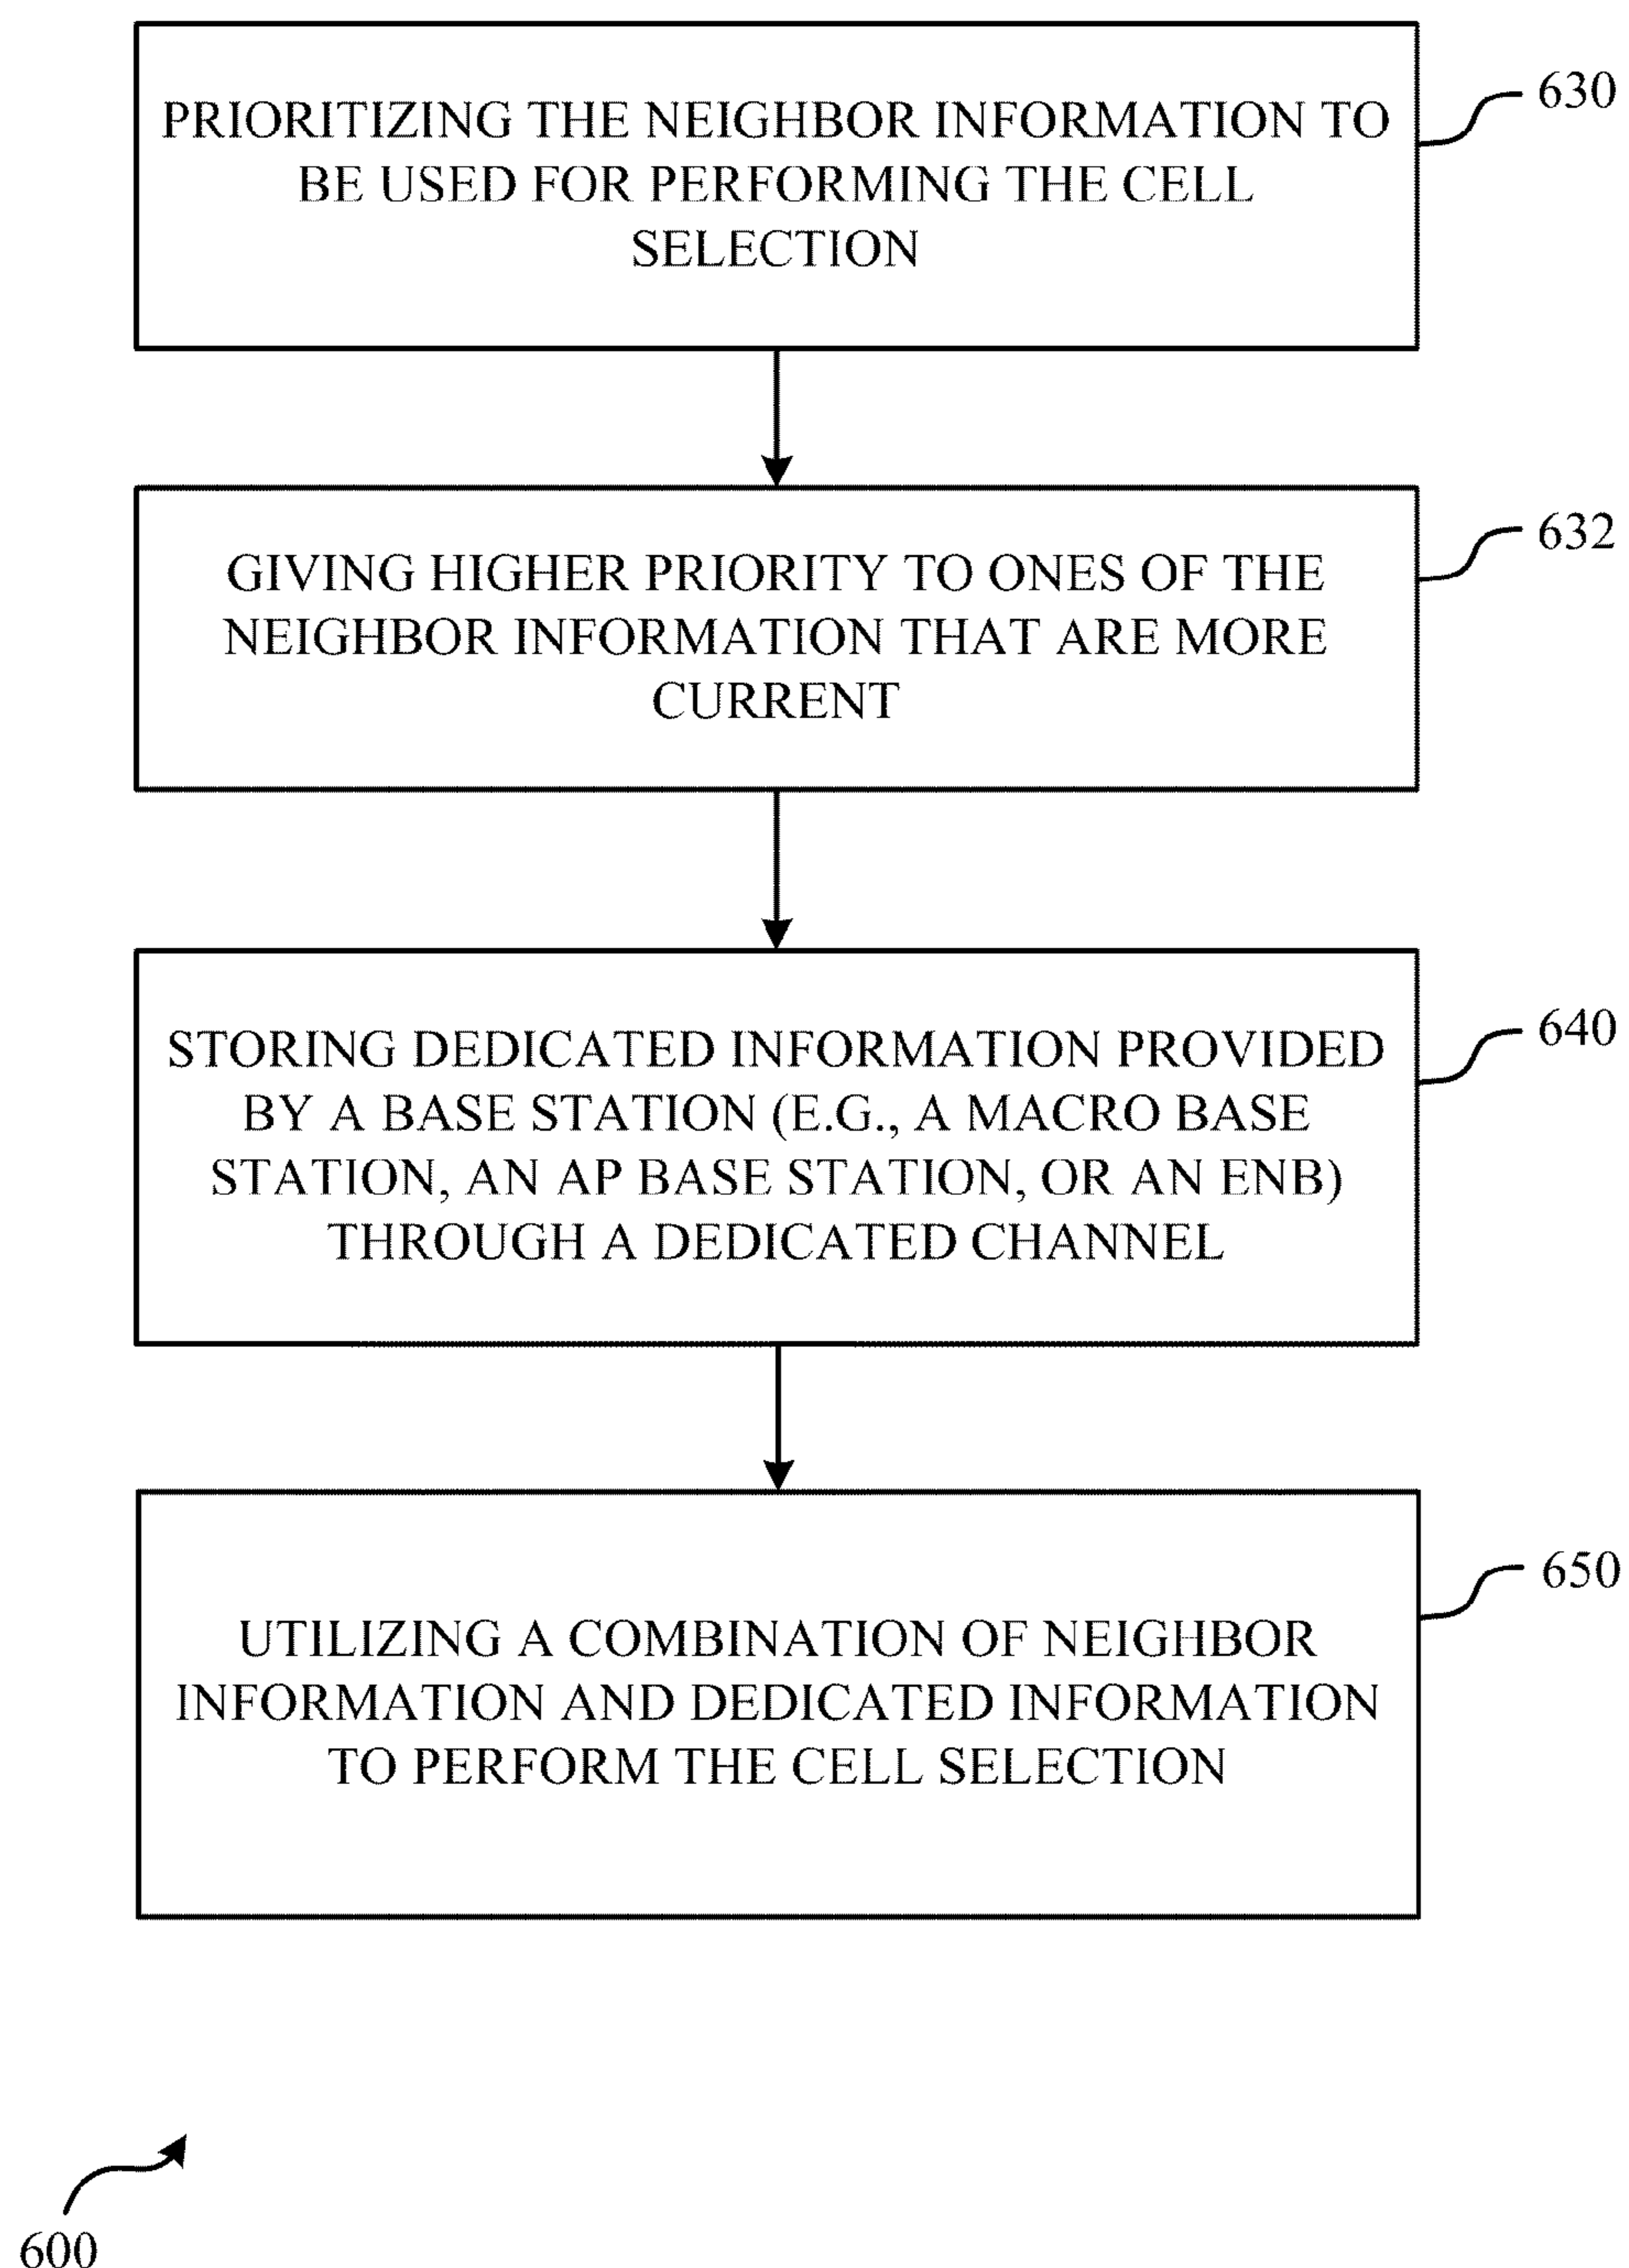 PRIORITIZING THE NEIGHBOR INFORMATION TO
BE USED FOR PERFORMING THE CELL
SELECTION
630
GIVING HIGHER PRIORITY TO ONES OF THE
NEIGHBOR INFORMATION THAT ARE MORE
CURRENT
632
STORING DEDICATED INFORMATION PROVIDED
BY A BASE STATION (E.G., A MACRO BASE
STATION, AN AP BASE STATION, OR AN ENB)
THROUGH A DEDICATED CHANNEL
640
UTILIZING A COMBINATION OF NEIGHBOR
INFORMATION AND DEDICATED INFORMATION
TO PERFORM THE CELL SELECTION
650
600